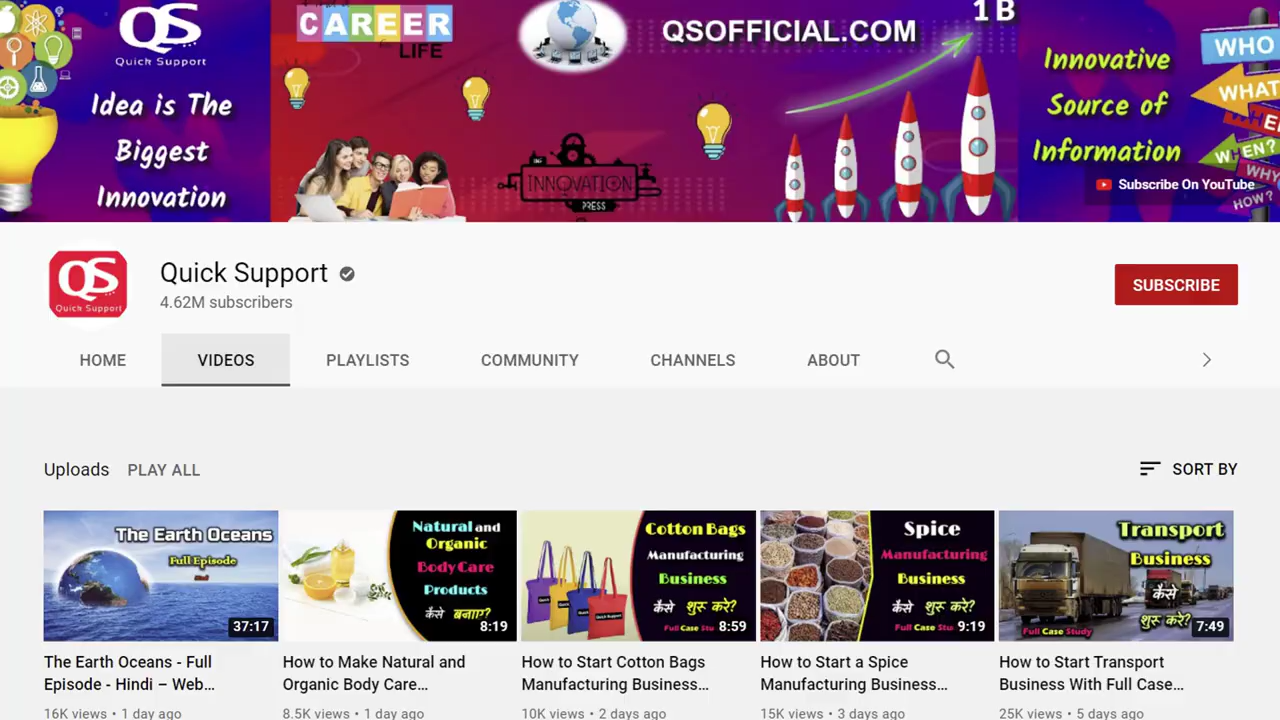 QS
Quick Support
Idea is The
Biggest
Innovation
CAREER
LIFE
INNOVATION
PRESS
QSOFFICIAL.COM
1 B
Innovative
Source of
Information
WHO
WHAT
WHEN?
WHY
HOW?
Subscribe On YouTube
QS
Quick Support
Quick Support
4.62M subscribers
SUBSCRIBE
HOME
VIDEOS
PLAYLISTS
COMMUNITY
CHANNELS
ABOUT
Uploads
PLAY ALL
SORT BY
The Earth Oceans
Full Episode
37:17
Natural and
Organic
Body Care
Products
कैसे बनाए?
8:19
Cotton Bags
Manufacturing
Business
कैसे शुरू करे?
Full Case Stu
8:59
Spice
Manufacturing
Business
कैसे शुरू करे?
Full Case Stu
9:19
Transport
Business
कैसे
शुरू करे?
Full Case Study
7:49
The Earth Oceans - Full
Episode - Hindi – Web...
16K views • 1 day ago
How to Make Natural and
Organic Body Care...
8.5K views • 1 day ago
How to Start Cotton Bags
Manufacturing Business...
10K views • 2 days ago
How to Start a Spice
Manufacturing Business...
15K views • 3 days ago
How to Start Transport
Business With Full Case...
25K views • 5 days ago